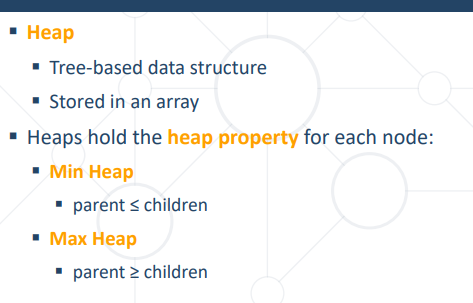 ▪ Heap
▪ Tree-based data structure
▪ Stored in an array
▪ Heaps hold the heap property for each node:
▪ Min Heap
▪ parent ≤ children
▪ Max Heap
▪ parent ≥ children